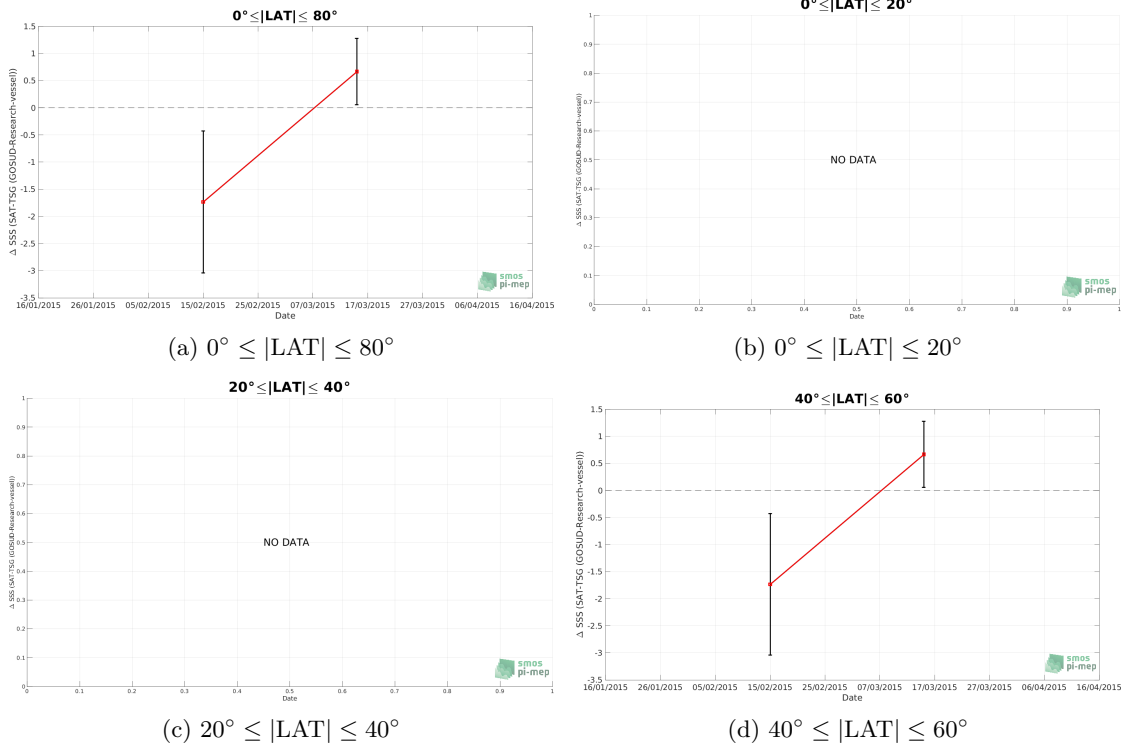 0°≤|LAT|≤ 80°
Δ SSS (SAT-TSG (GOSUD-Research-vessel))
1.5
1
0.5
0
-0.5
-1
-1.5
-2
-2.5
-3
-3.5
16/01/2015 26/01/2015 05/02/2015 15/02/2015 25/02/2015 07/03/2015 17/03/2015 27/03/2015 06/04/2015 16/04/2015
Date
smos
pi-mep
(a) 0° ≤ |LAT| ≤ 80°
0°≤|LAT|≤ 20°
Δ SSS (SAT-TSG (GOSUD-Research-vessel))
1
0.9
0.8
0.7
0.6
0.5
0.4
0.3
0.2
0.1
0
NO DATA
0 0.1 0.2 0.3 0.4 0.5 0.6 0.7 0.8 0.9 1
Date
smos
pi-mep
(b) 0° ≤ |LAT| ≤ 20°
20°≤|LAT|≤ 40°
Δ SSS (SAT-TSG (GOSUD-Research-vessel))
1
0.9
0.8
0.7
0.6
0.5
0.4
0.3
0.2
0.1
0
NO DATA
0 0.1 0.2 0.3 0.4 0.5 0.6 0.7 0.8 0.9 1
Date
smos
pi-mep
(c) 20° ≤ |LAT| ≤ 40°
40°≤|LAT|≤ 60°
Δ SSS (SAT-TSG (GOSUD-Research-vessel))
1.5
1
0.5
0
-0.5
-1
-1.5
-2
-2.5
-3
-3.5
16/01/2015 26/01/2015 05/02/2015 15/02/2015 25/02/2015 07/03/2015 17/03/2015 27/03/2015 06/04/2015 16/04/2015
Date
smos
pi-mep
(d) 40° ≤ |LAT| ≤ 60°